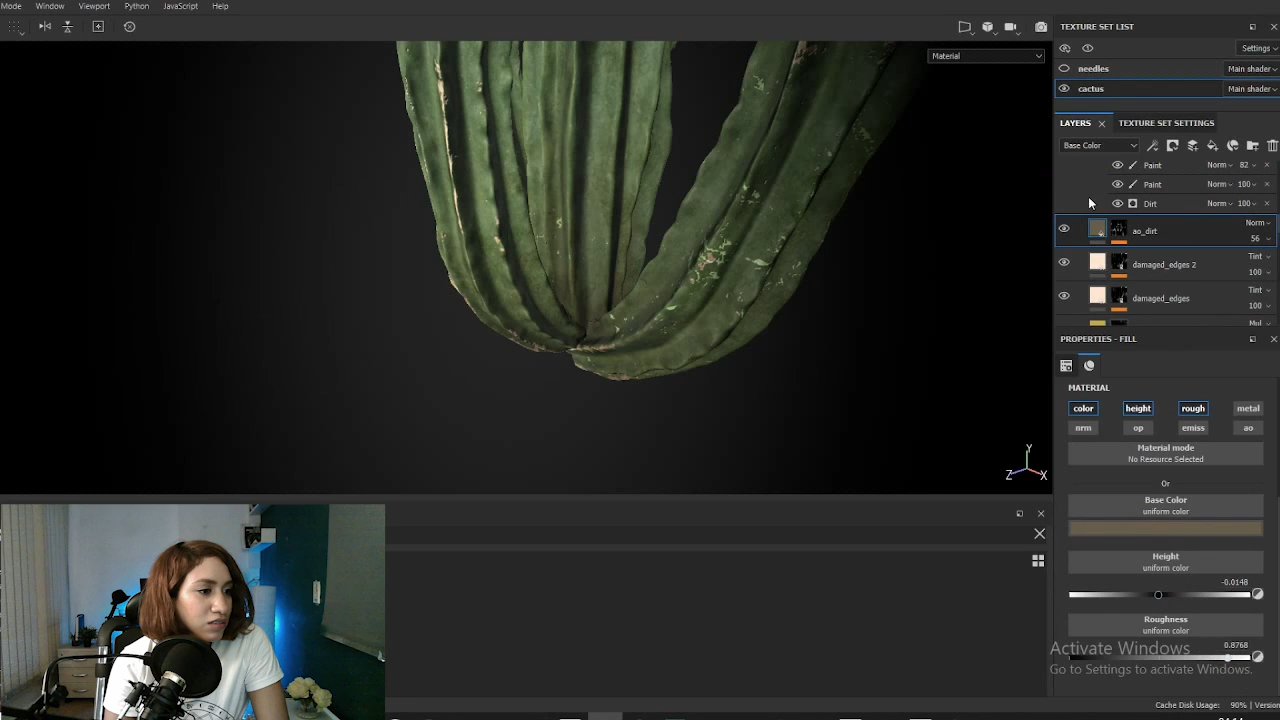 Mode Window Viewport Python JavaScript Help
Material
TEXTURE SET LIST
Settings
needles Main shader
cactus Main shader
LAYERS TEXTURE SET SETTINGS
Base Color
Paint Norm 82
Paint Norm 100
Dirt Norm 100
ao_dirt Norm
56
damaged_edges 2 Tint
100
damaged_edges Tint
100
Mul
PROPERTIES - FILL
MATERIAL
color height rough metal
nrm op emiss ao
Material mode
No Resource Selected
Or
Base Color
uniform color
Height
uniform color
-0.0148
Roughness
uniform color
0.8768
Activate Windows
Go to Settings to activate Windows.
Cache Disk Usage: 90% | Version
Y
Z X